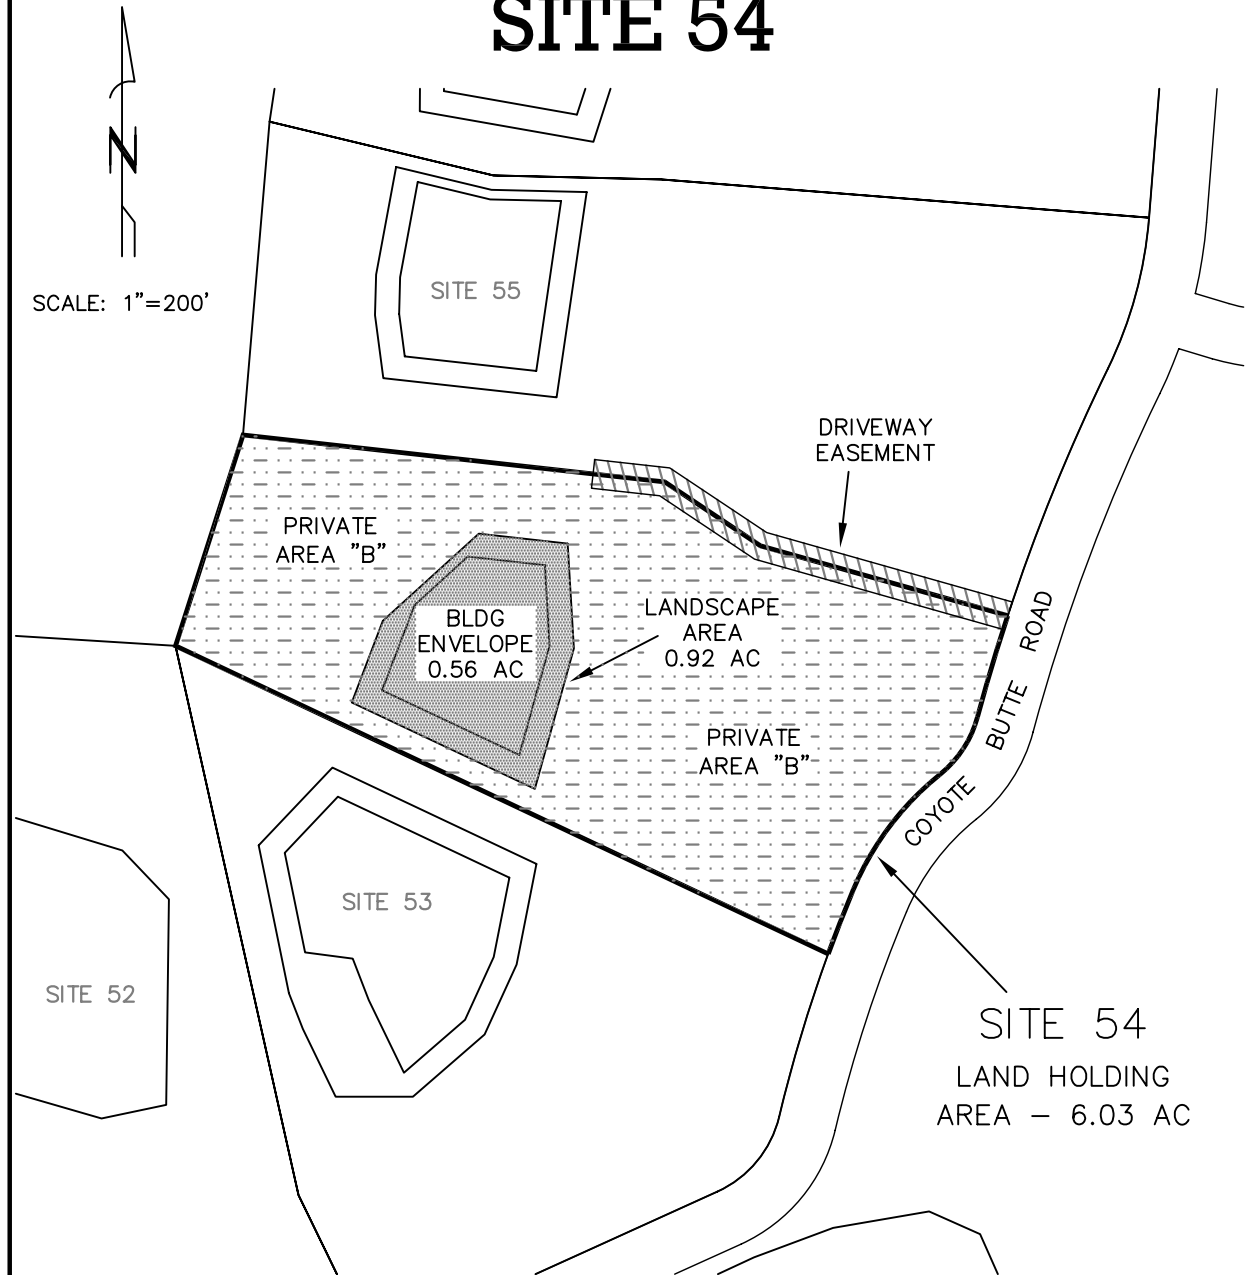 SITE 54
N
SCALE: 1"=200'
SITE 55
DRIVEWAY
EASEMENT
PRIVATE
AREA "B"
BLDG
ENVELOPE
0.56 AC
LANDSCAPE
AREA
0.92 AC
PRIVATE
AREA "B"
COYOTE BUTTE ROAD
SITE 53
SITE 52
SITE 54
LAND HOLDING
AREA – 6.03 AC